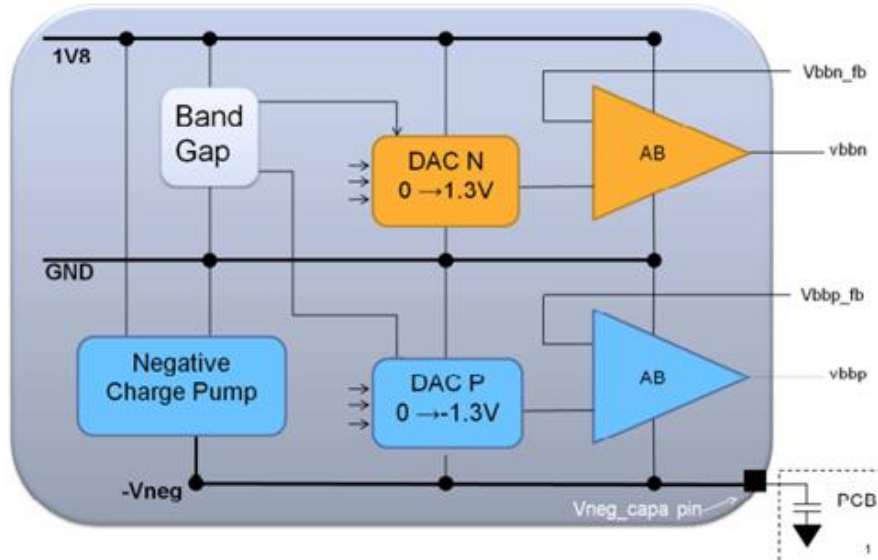 1V8
Vbbn_fb
Band
Gap
DAC N
0 →1.3V
AB
vbbn
GND
Vbbp_fb
Negative
Charge Pump
DAC P
0 →-1.3V
AB
vbbp
-Vneg
Vneg_capa pin
PCB
1